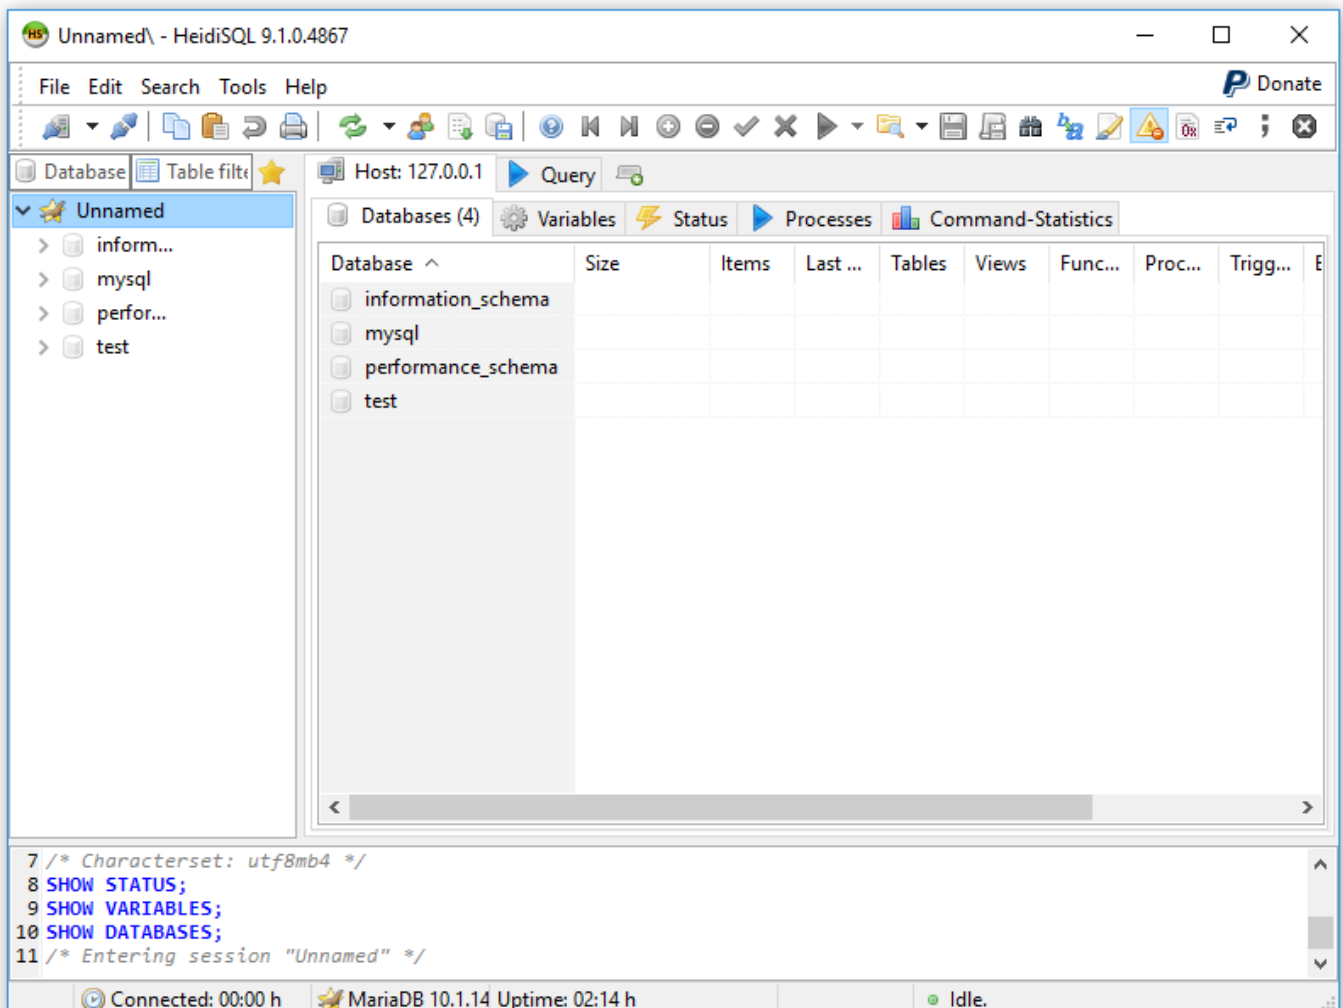 Unnamed\ - HeidiSQL 9.1.0.4867
File Edit Search Tools Help
Donate
Database Table filte
Host: 127.0.0.1 Query
Unnamed
inform...
mysql
perfor...
test
Databases (4) Variables Status Processes Command-Statistics
Database Size Items Last ... Tables Views Func... Proc... Trigg... E
information_schema
mysql
performance_schema
test
7 /* Characterset: utf8mb4 */
8 SHOW STATUS;
9 SHOW VARIABLES;
10 SHOW DATABASES;
11 /* Entering session "Unnamed" */
Connected: 00:00 h MariaDB 10.1.14 Uptime: 02:14 h Idle.